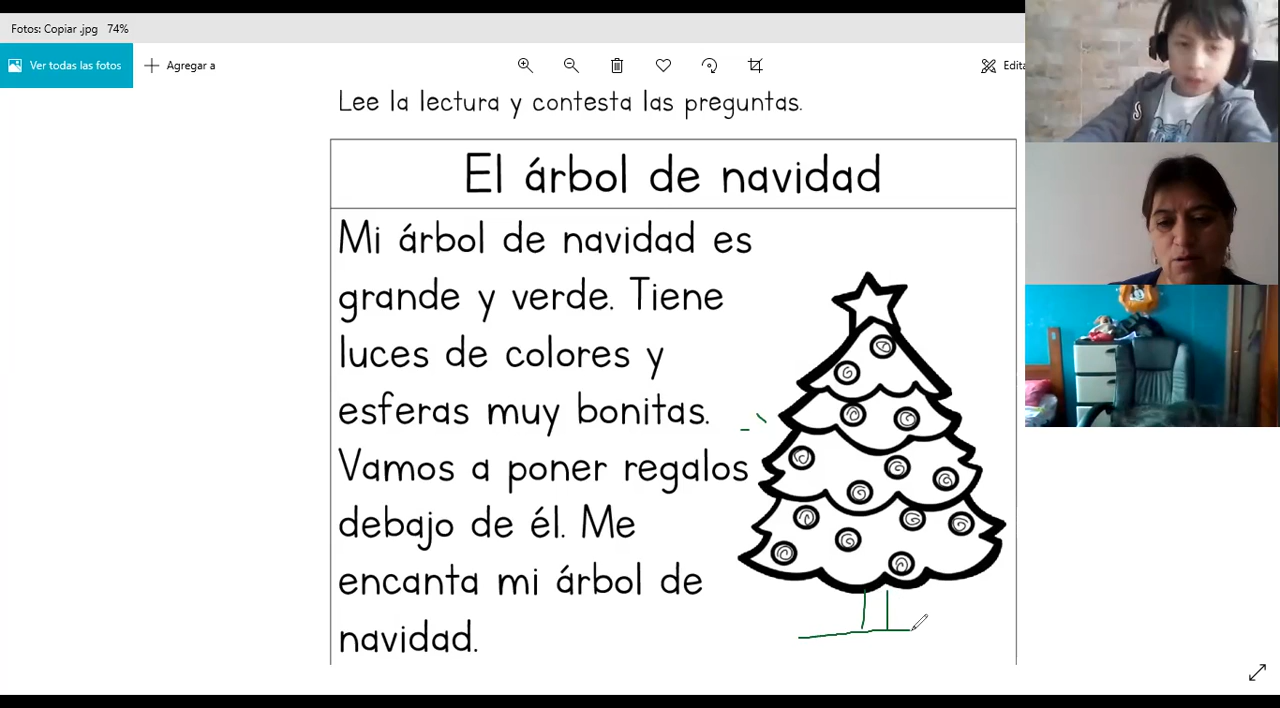 Fotos: Copiar .jpg 74%
Ver todas las fotos
Agregar a
Edita
Lee la lectura y contesta las preguntas.
El árbol de navidad
Mi árbol de navidad es
grande y verde. Tiene
luces de colores y
esferas muy bonitas.
Vamos a poner regalos
debajo de él. Me
encanta mi árbol de
navidad.